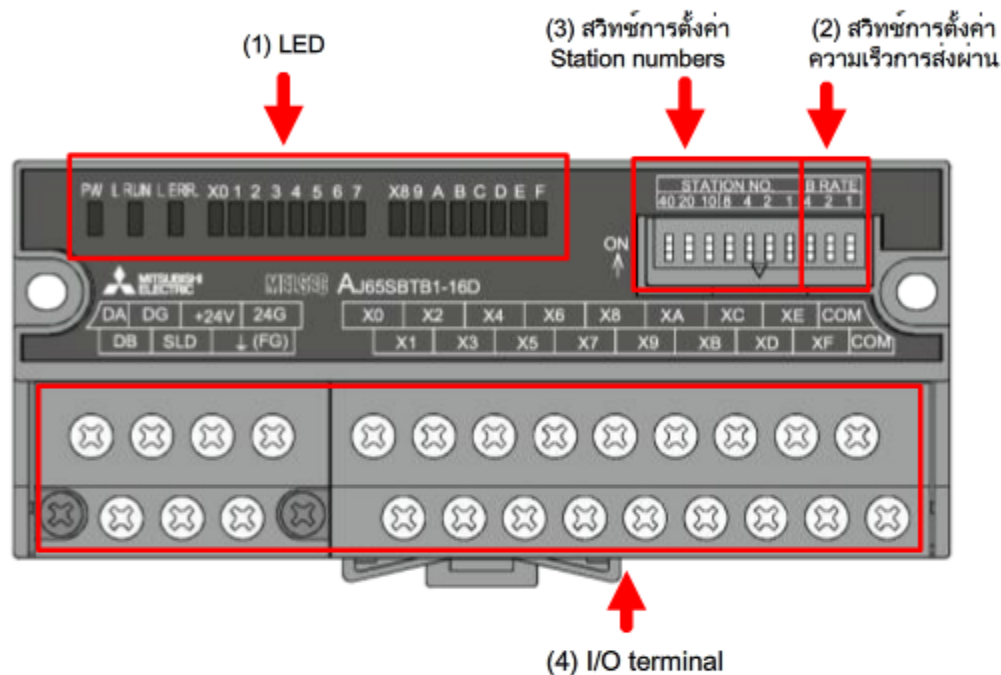 (1) LED
(3) สวิทช์การตั้งค่า
Station numbers
(2) สวิทช์การตั้งค่า
ความเร็วการส่งผ่าน
PW L RUN L ERR. X0 1 2 3 4 5 6 7 X8 9 A B C D E F
STATION NO. B RATE
40 20 10 8 4 2 1 4 2 1
ON
MITSUBISHI
ELECTRIC
MELSEC AJ65SBTB1-16D
DA DG +24V 24G X0 X2 X4 X6 X8 XA XC XE COM
DB SLD (FG) X1 X3 X5 X7 X9 XB XD XF COM
(4) I/O terminal